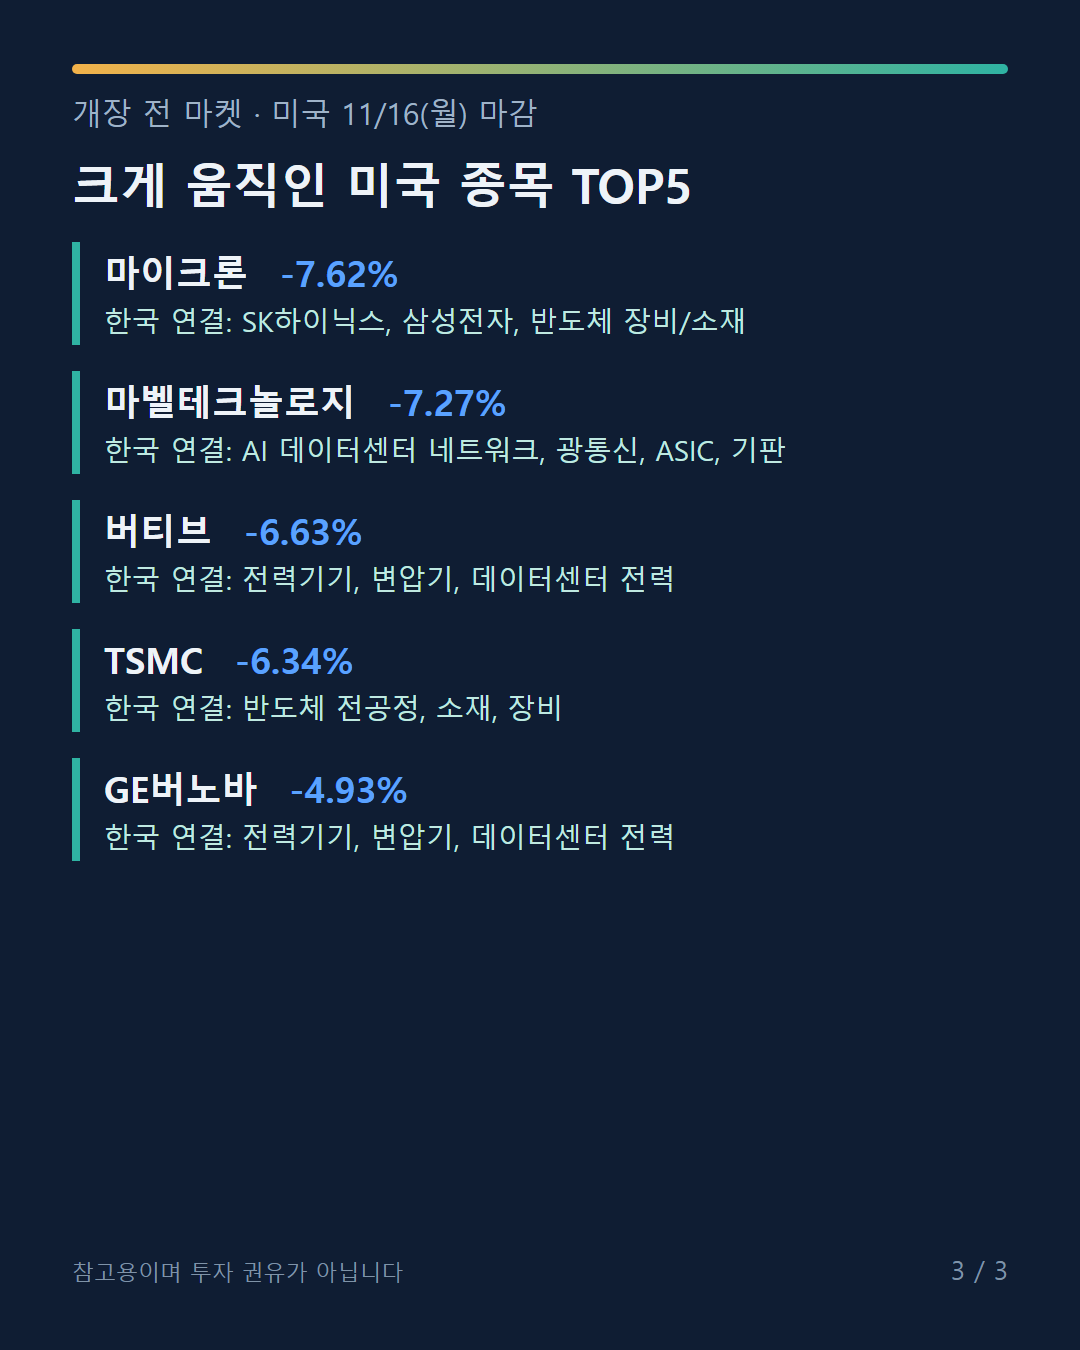 개장 전 마켓 · 미국 11/16(월) 마감
크게 움직인 미국 종목 TOP5
마이크론 -7.62%
한국 연결: SK하이닉스, 삼성전자, 반도체 장비/소재
마벨테크놀로지 -7.27%
한국 연결: AI 데이터센터 네트워크, 광통신, ASIC, 기판
버티브 -6.63%
한국 연결: 전력기기, 변압기, 데이터센터 전력
TSMC -6.34%
한국 연결: 반도체 전공정, 소재, 장비
GE버노바 -4.93%
한국 연결: 전력기기, 변압기, 데이터센터 전력
참고용이며 투자 권유가 아닙니다
3 / 3